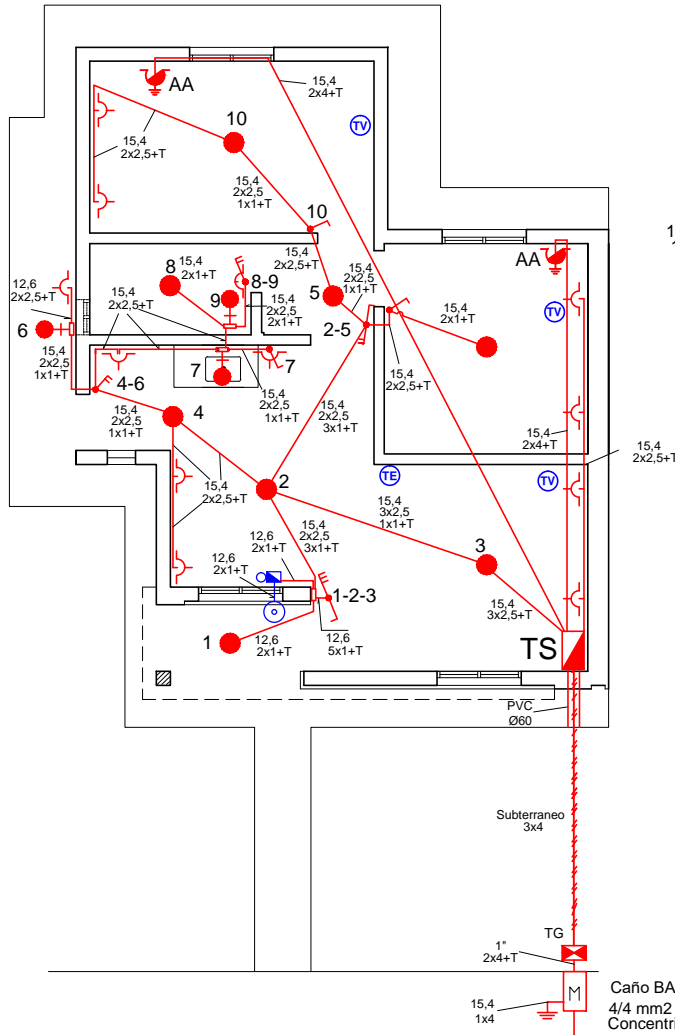 AA
15,4
2x4+T
10
TV
15,4
2x2,5+T
15,4
2x2,5
1x1+T
10
1
15,4
2x2,5+T
AA
8
15,4
2x1+T
8-9
9
5
15,4
2x2,5
1x1+T
12,6
2x2,5+T
15,4
2x2,5+T
15,4
2x2,5
2x1+T
2-5
15,4
2x1+T
TV
6
15,4
2x2,5
1x1+T
7
7
15,4
2x2,5
1x1+T
15,4
2x2,5+T
4-6
15,4
2x2,5
1x1+T
4
15,4
2x2,5
3x1+T
15,4
2x4+T
15,4
2x2,5+T
15,4
2x2,5+T
2
TE
TV
15,4
3x2,5
1x1+T
12,6
2x1+T
15,4
2x2,5
3x1+T
12,6
2x1+T
3
1-2-3
15,4
3x2,5+T
1
12,6
2x1+T
12,6
5x1+T
TS
PVC
Ø60
Subterraneo
3x4
TG
1"
2x4+T
M
15,4
1x4
Caño BA
4/4 mm2
Concentri